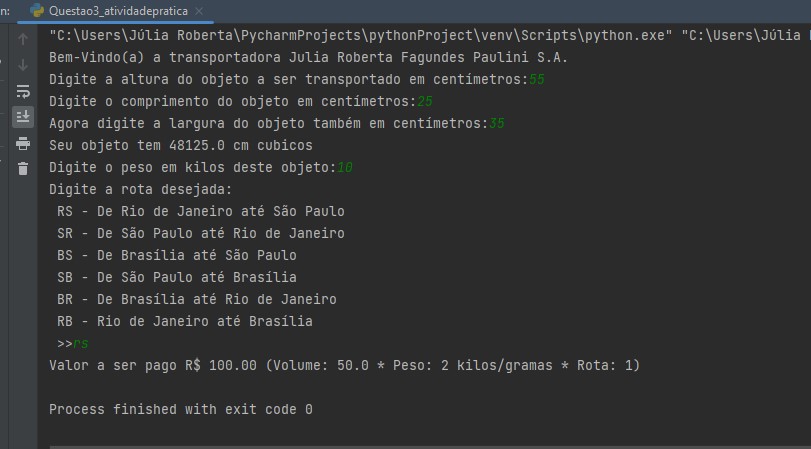 n: Questao3_atividadepratica ×
"C:\Users\Júlia Roberta\PycharmProjects\pythonProject\venv\Scripts\python.exe" "C:\Users\Júlia
Bem-Vindo(a) a transportadora Julia Roberta Fagundes Paulini S.A.
Digite a altura do objeto a ser transportado em centímetros:55
Digite o comprimento do objeto em centimetros:25
Agora digite a largura do objeto também em centímetros:35
Seu objeto tem 48125.0 cm cubicos
Digite o peso em kilos deste objeto:10
Digite a rota desejada:
RS - De Rio de Janeiro até São Paulo
SR - De São Paulo até Rio de Janeiro
BS - De Brasília até São Paulo
SB - De São Paulo até Brasília
BR - De Brasilia até Rio de Janeiro
RB - Rio de Janeiro até Brasília
>>rs
Valor a ser pago R$ 100.00 (Volume: 50.0 * Peso: 2 kilos/gramas * Rota: 1)
Process finished with exit code 0